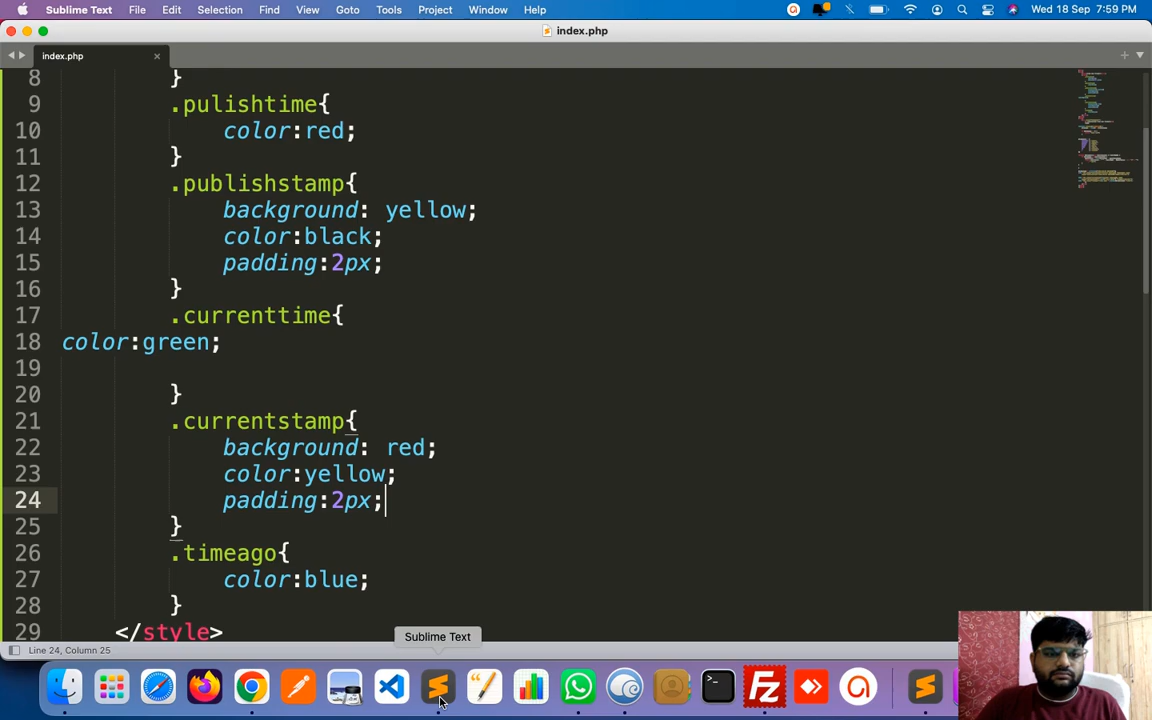 Sublime Text File Edit Selection Find View Goto Tools Project Window Help Wed 18 Sep 7:59 PM
index.php
index.php
8 }
9 .pulishtime{
10 color:red;
11 }
12 .publishstamp{
13 background: yellow;
14 color:black;
15 padding:2px;
16 }
17 .currenttime{
18 color:green;
19
20 }
21 .currentstamp{
22 background: red;
23 color:yellow;
24 padding:2px;
25 }
26 .timeago{
27 color:blue;
28 }
29 </style>
Sublime Text
Line 24, Column 25